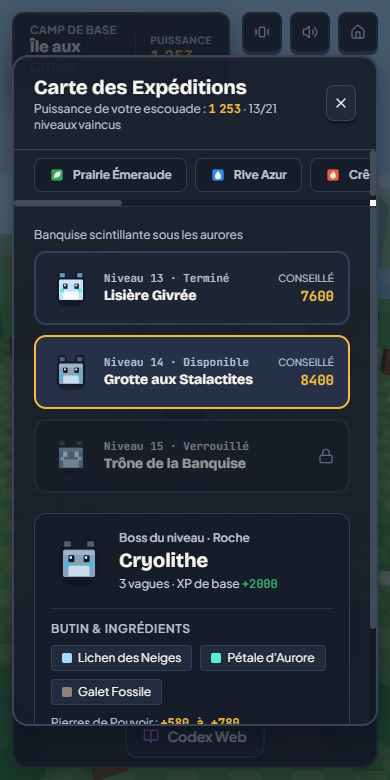 CAMP DE BASE
Île aux
Cubes
PUISSANCE
1 253
Carte des Expéditions
Puissance de votre escouade : 1 253 · 13/21
niveaux vaincus
Prairie Émeraude
Rive Azur
Crê
Banquise scintillante sous les aurores
Niveau 13 · Terminé
Lisière Givrée
CONSEILLÉ
7600
Niveau 14 · Disponible
Grotte aux Stalactites
CONSEILLÉ
8400
Niveau 15 · Verrouillé
Trône de la Banquise
Boss du niveau · Roche
Cryolithe
3 vagues · XP de base +2000
BUTIN & INGRÉDIENTS
Lichen des Neiges
Pétale d'Aurore
Galet Fossile
Pierres de Pouvoir : +580 à +780
Codex Web